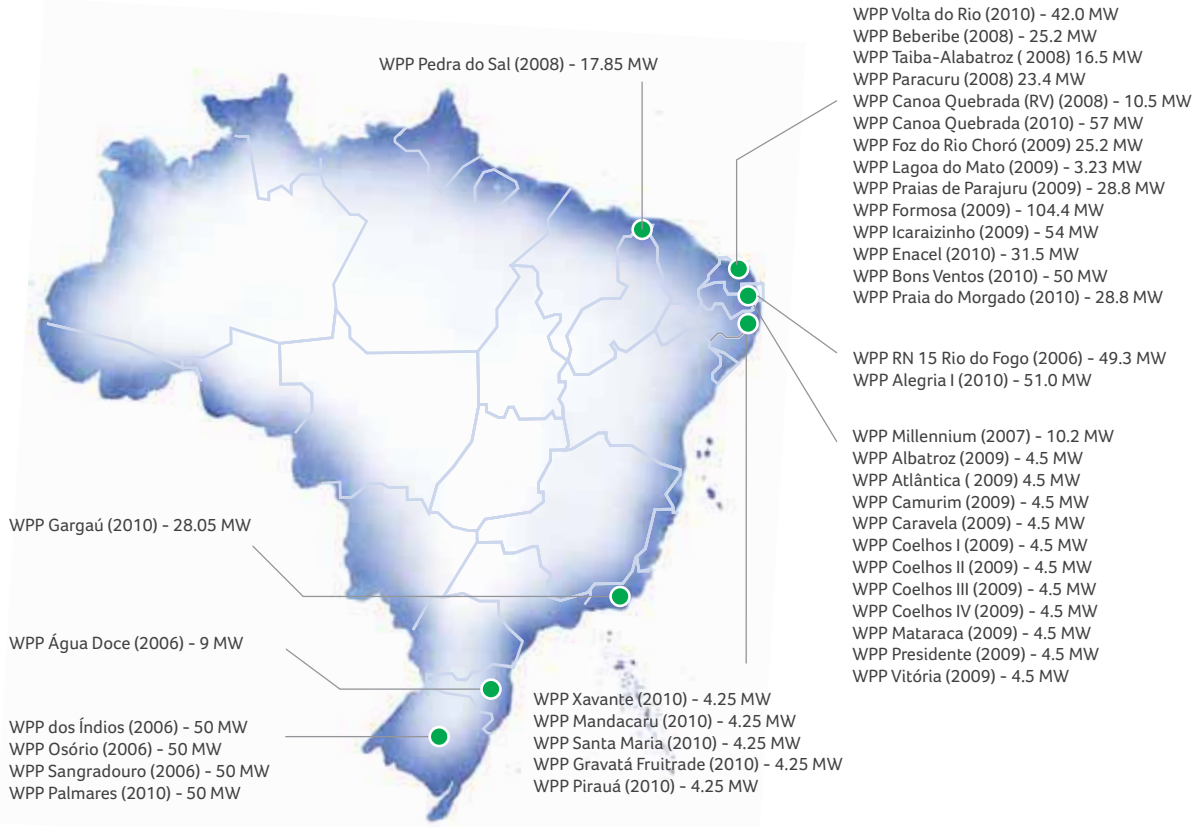 WPP Volta do Rio (2010) - 42.0 MW
WPP Beberibe (2008) - 25.2 MW
WPP Taiba-Alabatroz ( 2008) 16.5 MW
WPP Paracuru (2008) 23.4 MW
WPP Canoa Quebrada (RV) (2008) - 10.5 MW
WPP Canoa Quebrada (2010) - 57 MW
WPP Foz do Rio Choró (2009) 25.2 MW
WPP Lagoa do Mato (2009) - 3.23 MW
WPP Praias de Parajuru (2009) - 28.8 MW
WPP Formosa (2009) - 104.4 MW
WPP Icaraizinho (2009) - 54 MW
WPP Enacel (2010) - 31.5 MW
WPP Bons Ventos (2010) - 50 MW
WPP Praia do Morgado (2010) - 28.8 MW
WPP Pedra do Sal (2008) - 17.85 MW
WPP RN 15 Rio do Fogo (2006) - 49.3 MW
WPP Alegria I (2010) - 51.0 MW
WPP Millennium (2007) - 10.2 MW
WPP Albatroz (2009) - 4.5 MW
WPP Atlântica ( 2009) 4.5 MW
WPP Camurim (2009) - 4.5 MW
WPP Caravela (2009) - 4.5 MW
WPP Coelhos I (2009) - 4.5 MW
WPP Coelhos II (2009) - 4.5 MW
WPP Coelhos III (2009) - 4.5 MW
WPP Coelhos IV (2009) - 4.5 MW
WPP Mataraca (2009) - 4.5 MW
WPP Presidente (2009) - 4.5 MW
WPP Vitória (2009) - 4.5 MW
WPP Gargaú (2010) - 28.05 MW
WPP Água Doce (2006) - 9 MW
WPP dos Índios (2006) - 50 MW
WPP Osório (2006) - 50 MW
WPP Sangradouro (2006) - 50 MW
WPP Palmares (2010) - 50 MW
WPP Xavante (2010) - 4.25 MW
WPP Mandacaru (2010) - 4.25 MW
WPP Santa Maria (2010) - 4.25 MW
WPP Gravatá Fruitrade (2010) - 4.25 MW
WPP Pirauá (2010) - 4.25 MW